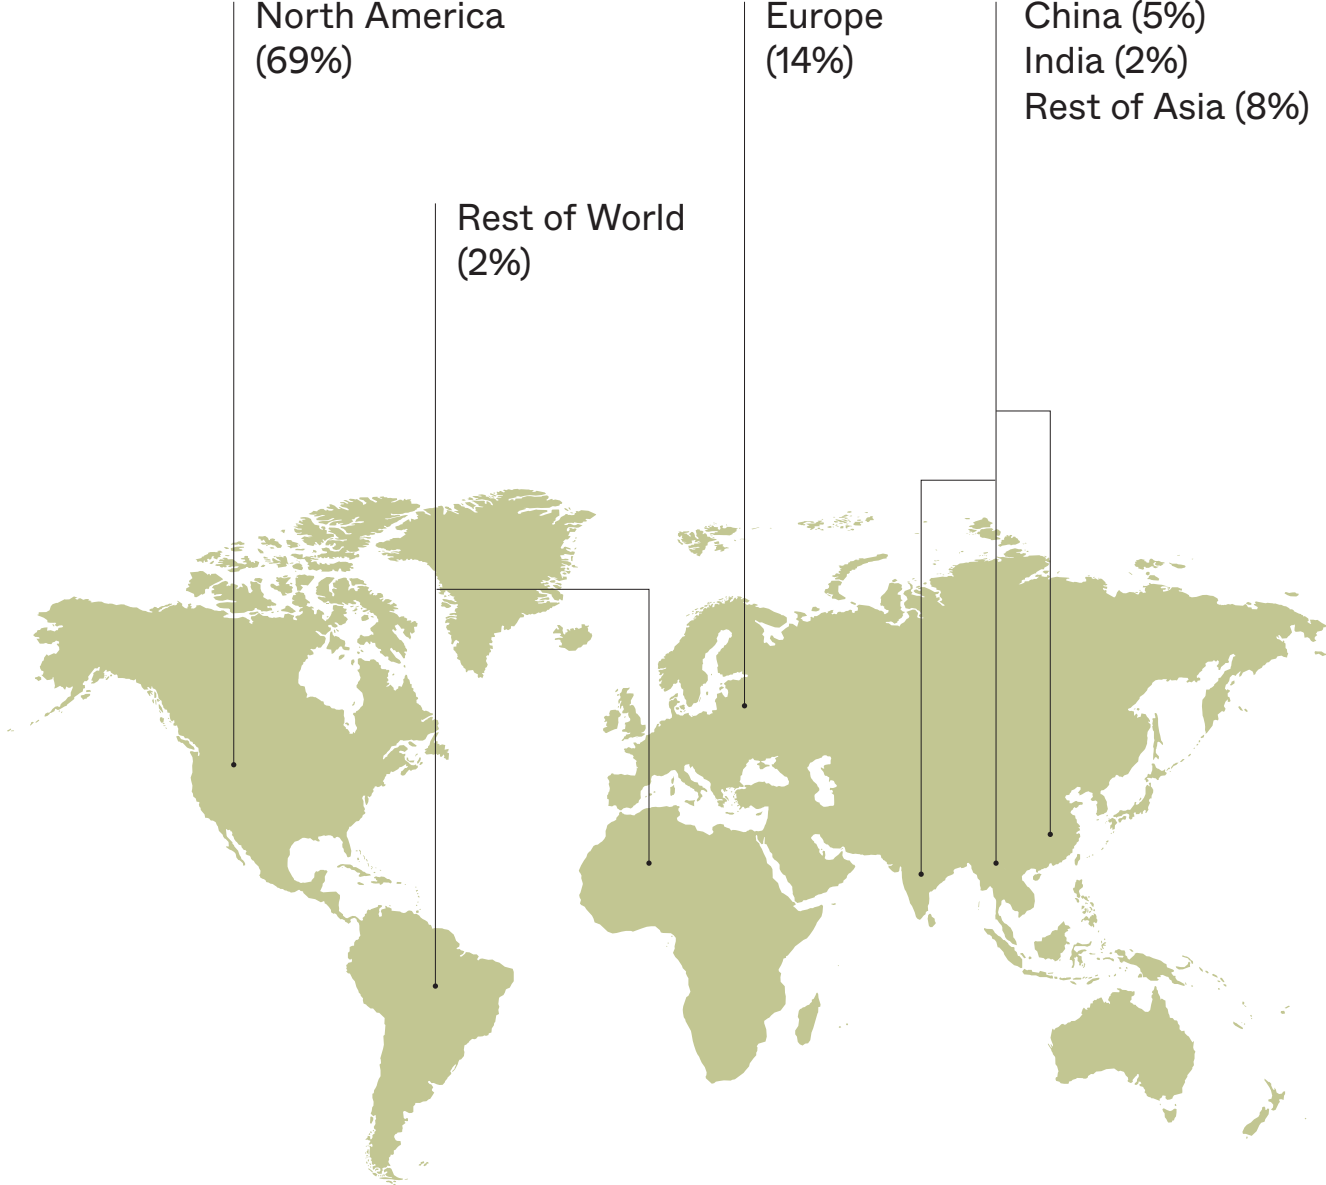 North America
(69%)
Europe
(14%)
China (5%)
India (2%)
Rest of Asia (8%)
Rest of World
(2%)